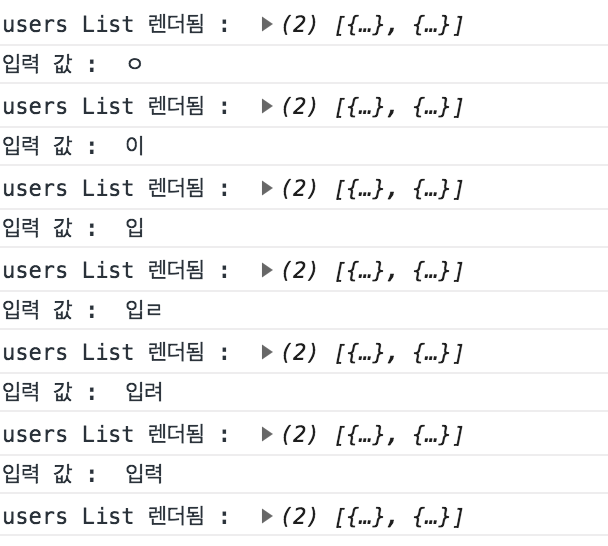 users List 렌더됨 : ▶(2) [{…}, {…}]
입력 값 : ㅇ
users List 렌더됨 : ▶(2) [{…}, {…}]
입력 값 : 이
users List 렌더됨 : ▶(2) [{…}, {…}]
입력 값 : 입
users List 렌더됨 : ▶(2) [{…}, {…}]
입력 값 : 입ㄹ
users List 렌더됨 : ▶(2) [{…}, {…}]
입력 값 : 입려
users List 렌더됨 : ▶(2) [{…}, {…}]
입력 값 : 입력
users List 렌더됨 : ▶(2) [{…}, {…}]